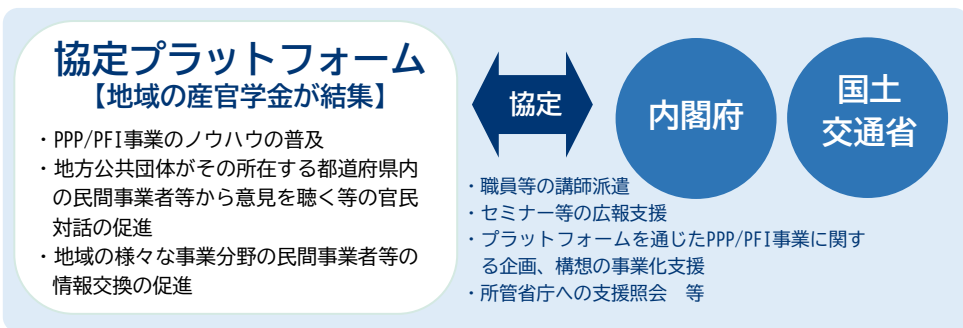 協定プラットフォーム
【地域の産官学金が結集】
・PPP/PFI事業のノウハウの普及
・地方公共団体がその所在する都道府県内
の民間事業者等から意見を聴く等の官民
対話の促進
・地域の様々な事業分野の民間事業者等の
情報交換の促進
協定
内閣府
国土
交通省
・職員等の講師派遣
・セミナー等の広報支援
・プラットフォームを通じたPPP/PFI事業に関す
る企画、構想の事業化支援
・所管省庁への支援照会　等